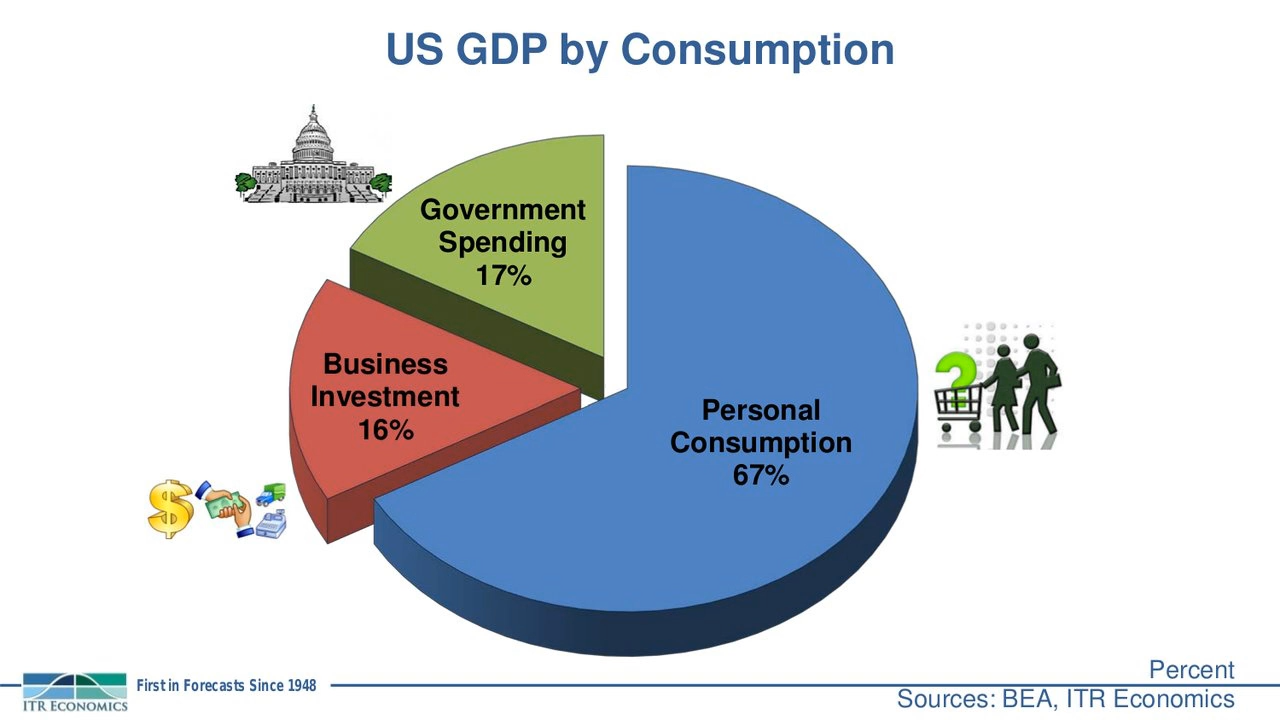 US GDP by Consumption
Government
Spending
17%
Business
Investment
16%
Personal
Consumption
67%
$
?
ITR ECONOMICS
First in Forecasts Since 1948
Percent
Sources: BEA, ITR Economics